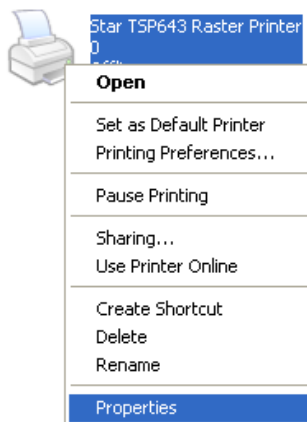 Star TSP643 Raster Printer
0
Open
Set as Default Printer
Printing Preferences...
Pause Printing
Sharing...
Use Printer Online
Create Shortcut
Delete
Rename
Properties